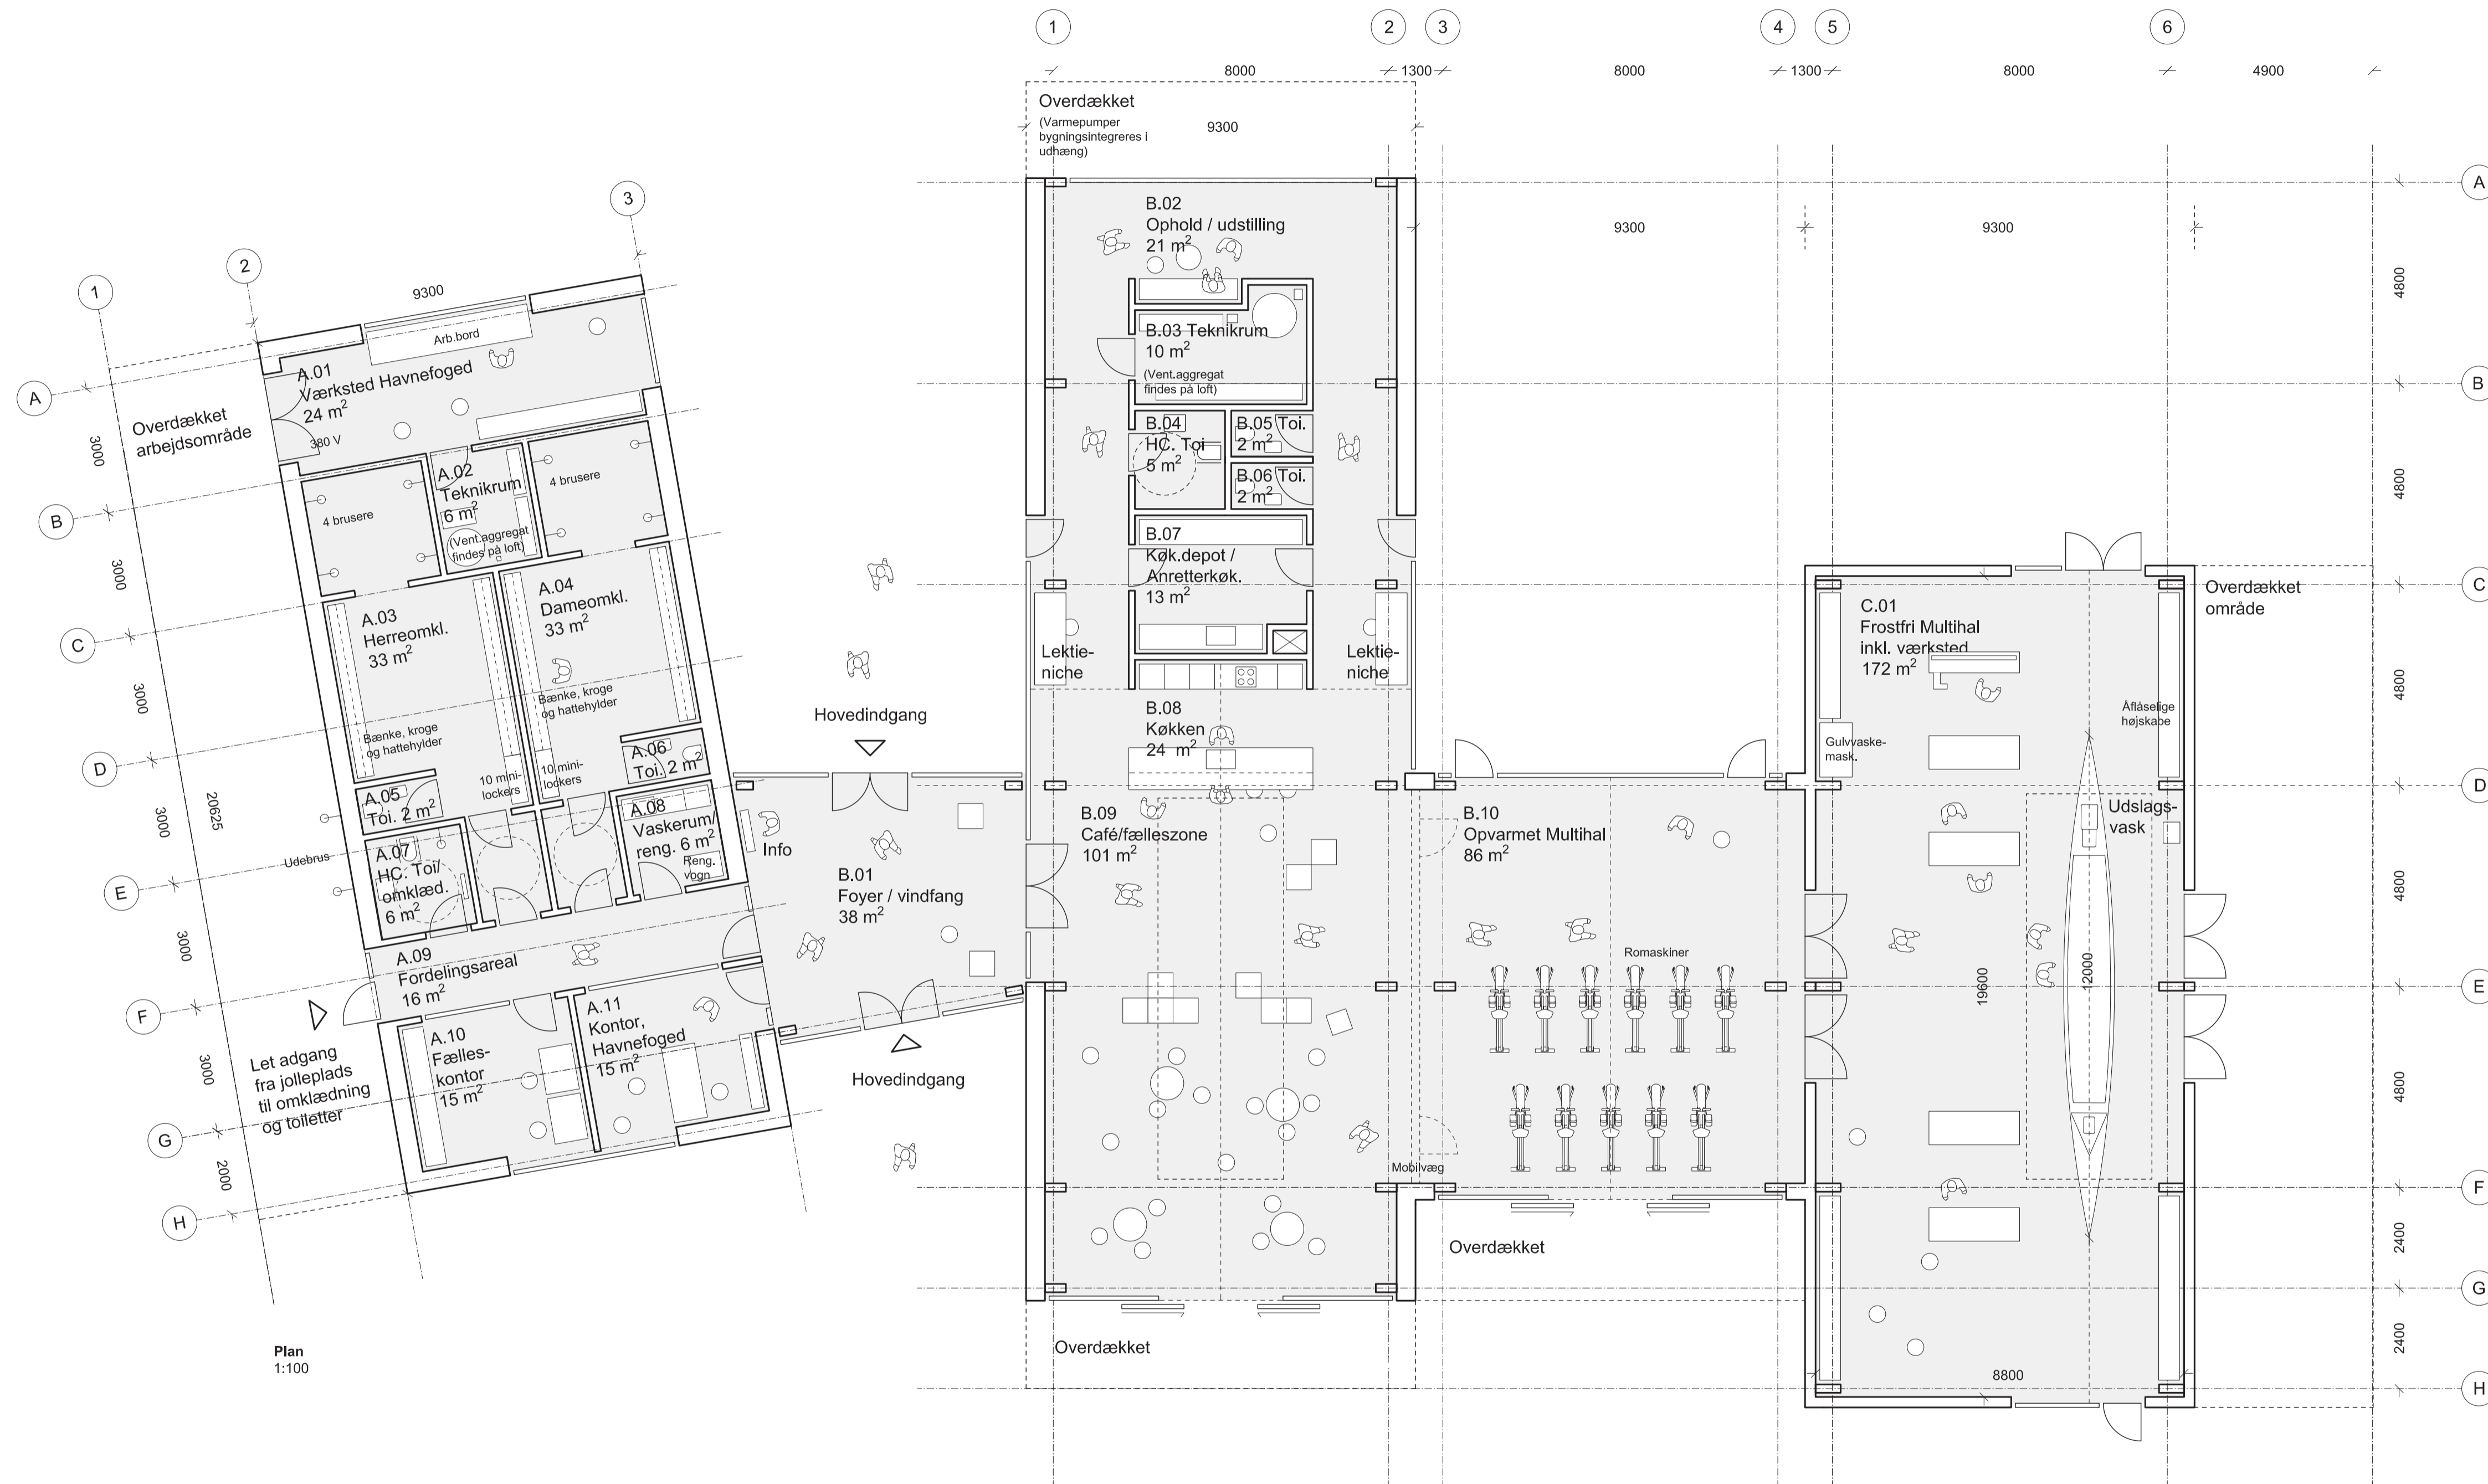 1
2
3
4
5
6
8000
1300
8000
1300
8000
4900
Overdækket
(Varmepumper
bygningsintegreres i
udhæng)
9300
9300
9300
A
B
C
D
E
F
G
H
4800
4800
4800
4800
4800
2400
2400
1
2
3
9300
A
B
C
D
E
F
G
H
3000
3000
3000
3000
3000
3000
2000
20625
Overdækket
arbejdsområde
Arb.bord
A.01
Værksted Havnefoged
24 m²
380 V
4 brusere
A.02
Teknikrum
6 m²
(Vent.aggregat
findes på loft)
4 brusere
A.03
Herreomkl.
33 m²
Bænke, kroge
og hattehylder
10 mini-
lockers
A.04
Dameomkl.
33 m²
Bænke, kroge
og hattehylder
10 mini-
lockers
A.05
Toi. 2 m²
A.06
Toi. 2 m²
A.07
HC. Toi/
omklæd.
6 m²
A.08
Vaskerum/
reng. 6 m²
Reng.
vogn
Udebrus
A.09
Fordelingsareal
16 m²
A.10
Fælles-
kontor
15 m²
A.11
Kontor,
Havnefoged
15 m²
Let adgang
fra jolleplads
til omklædning
og toiletter
Hovedindgang
Info
B.01
Foyer / vindfang
38 m²
Hovedindgang
B.02
Ophold / udstilling
21 m²
B.03 Teknikrum
10 m²
(Vent.aggregat
findes på loft)
B.04
HC. Toi
5 m²
B.05 Toi.
2 m²
B.06 Toi.
2 m²
B.07
Køk.depot /
Anretterkøk.
13 m²
Lektie-
niche
Lektie-
niche
B.08
Køkken
24 m²
B.09
Café/fælleszone
101 m²
B.10
Opvarmet Multihal
86 m²
Romaskiner
Mobilvæg
Overdækket
Overdækket
C.01
Frostfri Multihal
inkl. værksted
172 m²
Gulvvaske-
mask.
Aflåselige
højskabe
Udslags-
vask
Overdækket
område
19600
12000
8800
Plan
1:100